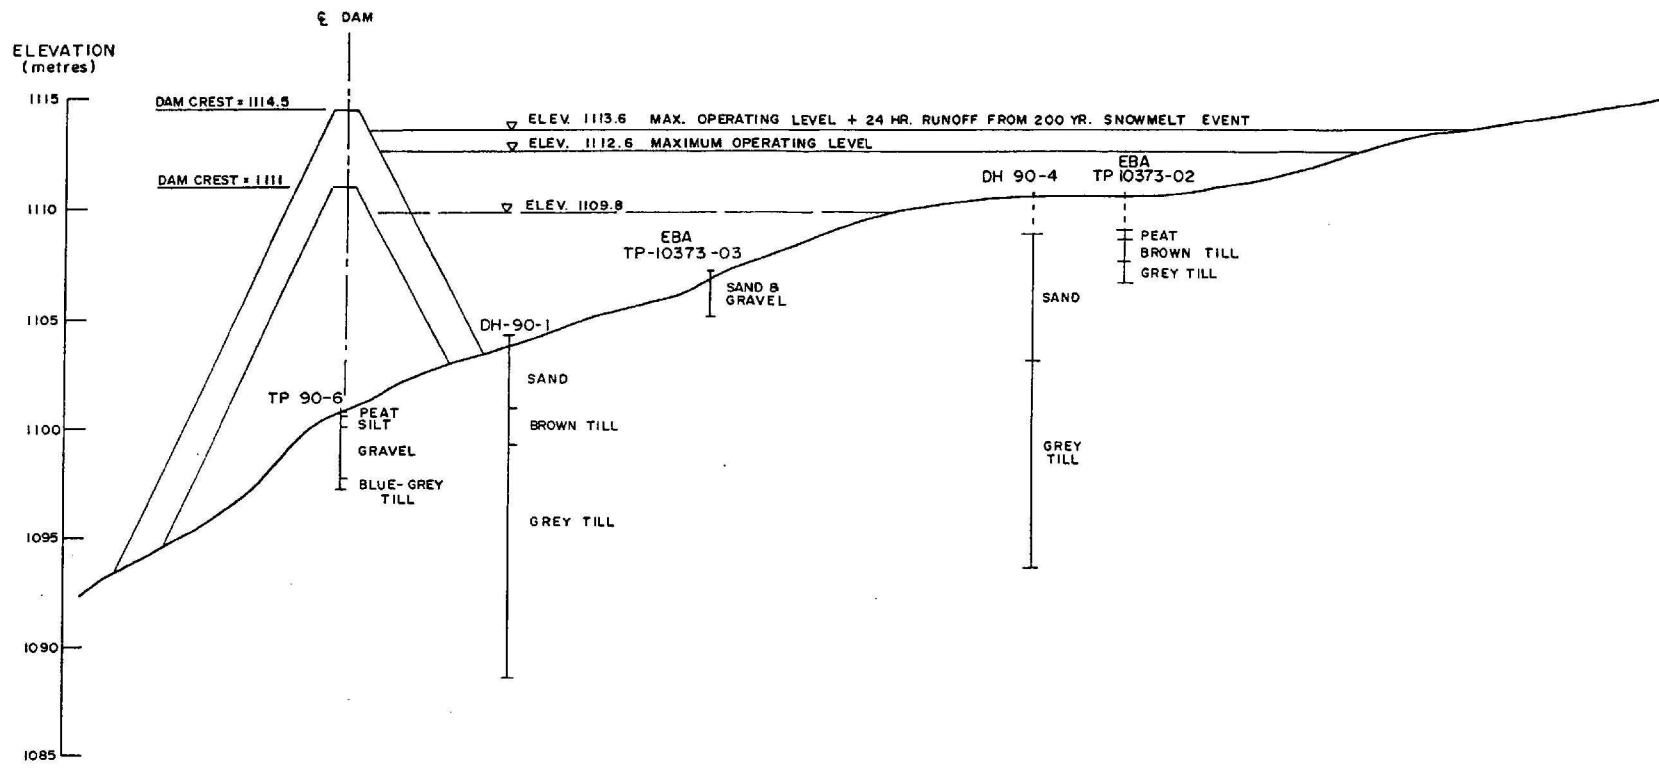 ℄ DAM
ELEVATION
(metres)
1115
DAM CREST = 1114.5
ELEV. 1113.6 MAX. OPERATING LEVEL + 24 HR. RUNOFF FROM 200 YR. SNOWMELT EVENT
ELEV. 1112.6 MAXIMUM OPERATING LEVEL
DAM CREST = 1111
EBA
DH 90-4 TP 10373-02
1110
ELEV. 1109.8
PEAT
BROWN TILL
GREY TILL
EBA
TP-10373-03
SAND &
GRAVEL
SAND
1105
DH-90-1
SAND
TP 90-6
PEAT
SILT
1100
BROWN TILL
GRAVEL
GREY
TILL
BLUE-GREY
TILL
GREY TILL
1095
1090
1085